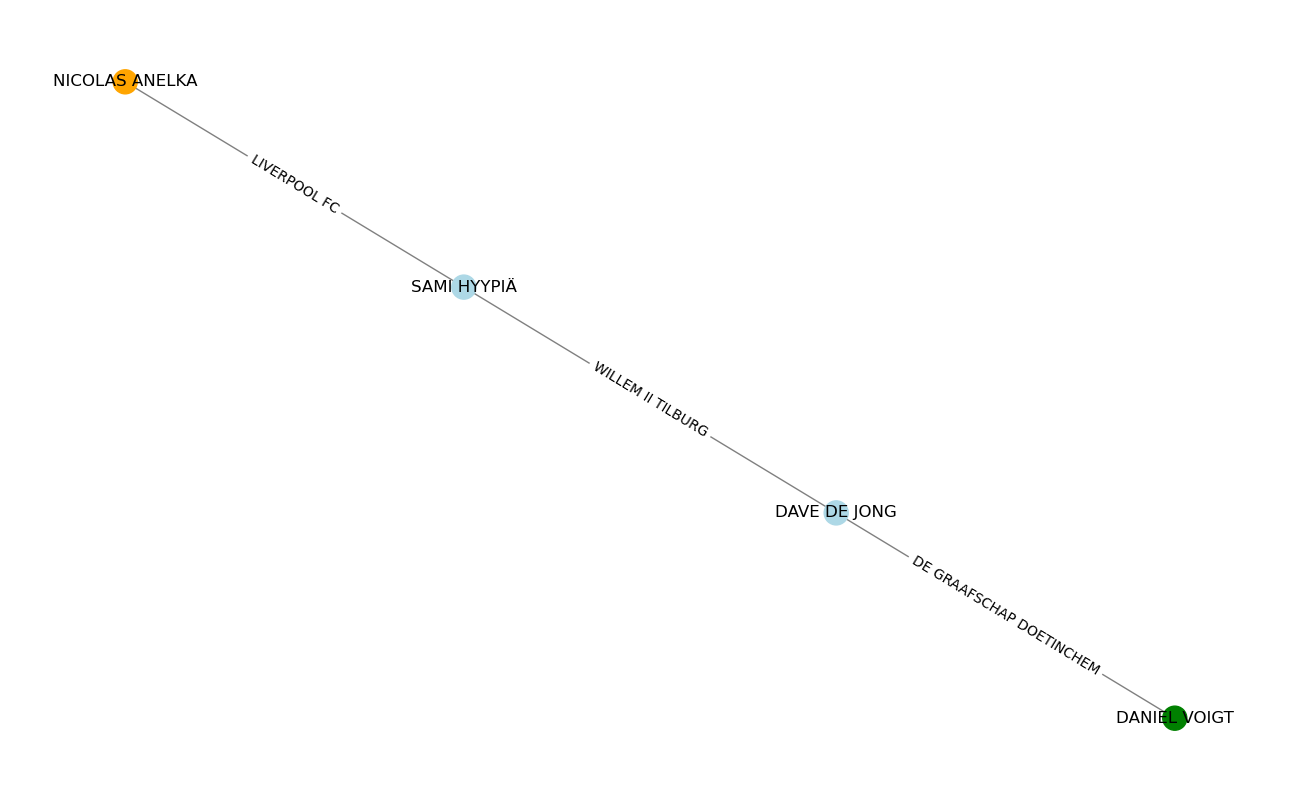 NICOLAS ANELKA
LIVERPOOL FC
SAMI HYYPIÄ
WILLEM II TILBURG
DAVE DE JONG
DE GRAAFSCHAP DOETINCHEM
DANIEL VOIGT